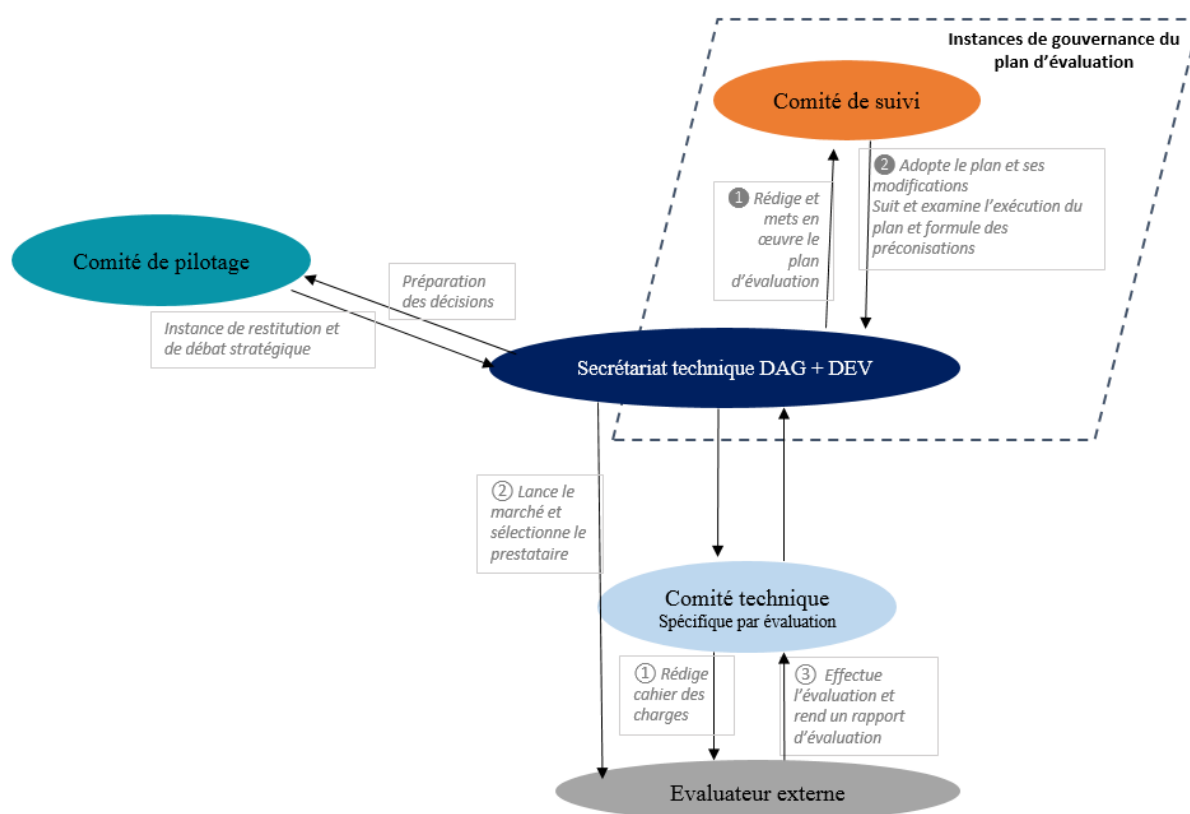 Instances de gouvernance du
plan d’évaluation
Comité de suivi
❷ Adopte le plan et ses
modifications
Suit et examine l’exécution du
plan et formule des
préconisations
❶ Rédige et
mets en
œuvre le
plan
d’évaluation
Comité de pilotage
Préparation
des décisions
Instance de restitution et
de débat stratégique
Secrétariat technique DAG + DEV
② Lance le
marché et
sélectionne le
prestataire
Comité technique
Spécifique par évaluation
① Rédige
cahier des
charges
③ Effectue
l’évaluation et
rend un rapport
d’évaluation
Evaluateur externe